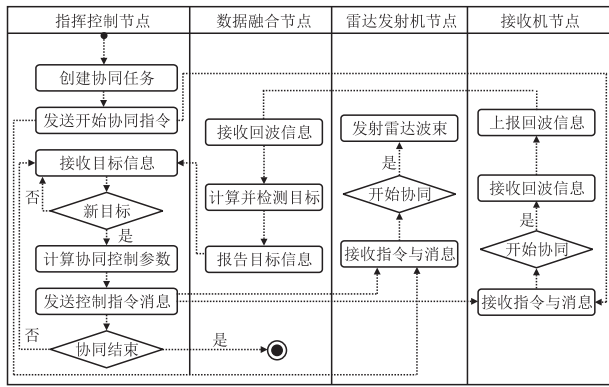 指挥控制节点
数据融合节点
雷达发射机节点
接收机节点
创建协同任务
发送开始协同指令
接收目标信息
否
新目标
是
计算协同控制参数
发送控制指令消息
否
协同结束
是
接收回波信息
计算并检测目标
报告目标信息
发射雷达波束
是
开始协同
接收指令与消息
上报回波信息
接收回波信息
是
开始协同
接收指令与消息